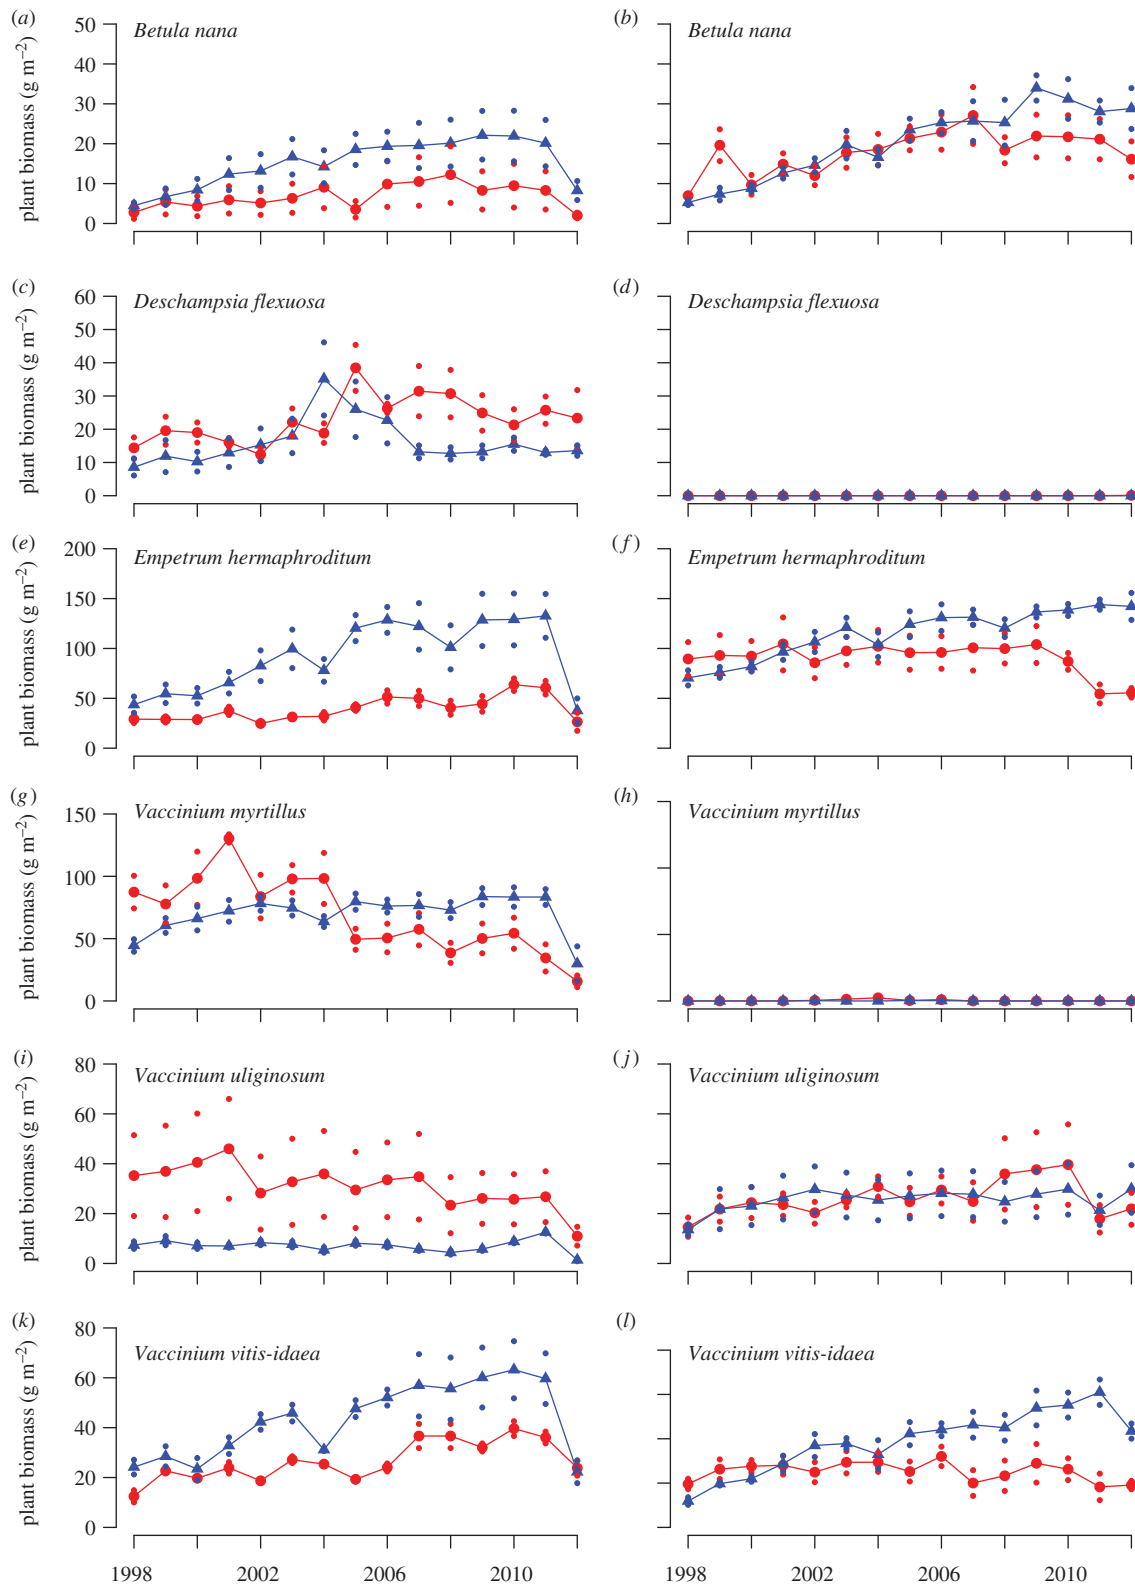 (a)
Betula nana
50
40
30
20
10
0
plant biomass (g m−2)
(b)
Betula nana
(c)
Deschampsia flexuosa
60
50
40
30
20
10
0
plant biomass (g m−2)
(d)
Deschampsia flexuosa
(e)
Empetrum hermaphroditum
200
150
100
50
0
plant biomass (g m−2)
(f)
Empetrum hermaphroditum
(g)
Vaccinium myrtillus
150
100
50
0
plant biomass (g m−2)
(h)
Vaccinium myrtillus
(i)
Vaccinium uliginosum
80
60
40
20
0
plant biomass (g m−2)
(j)
Vaccinium uliginosum
(k)
Vaccinium vitis-idaea
80
60
40
20
0
plant biomass (g m−2)
1998 2002 2006 2010
(l)
Vaccinium vitis-idaea
1998 2002 2006 2010